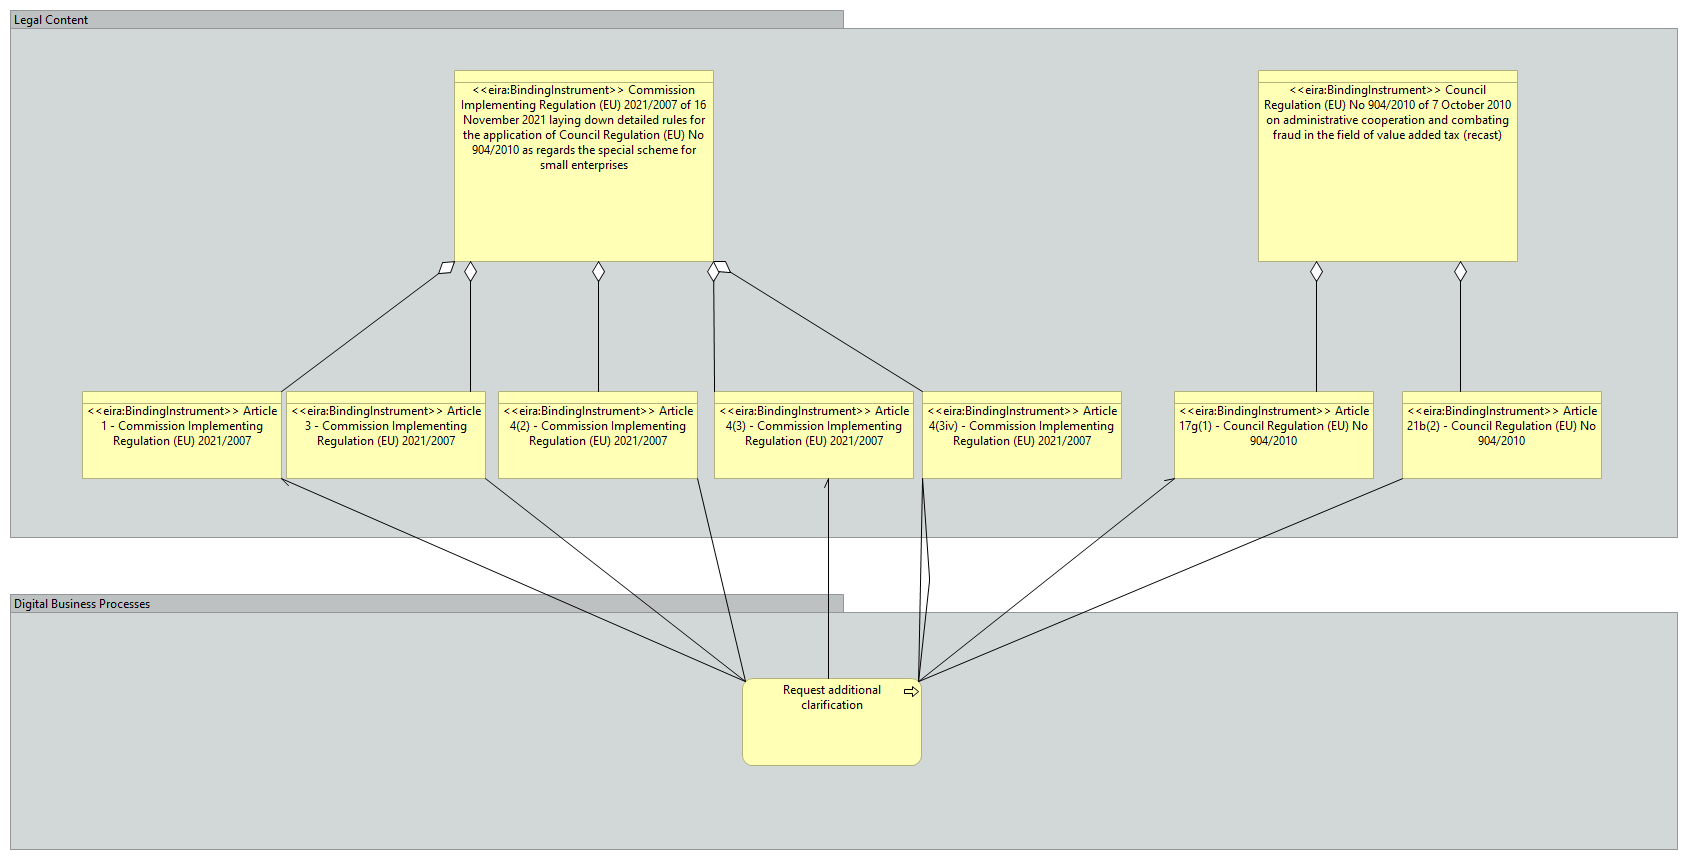 Legal Content
<<eira:BindingInstrument>> Commission
Implementing Regulation (EU) 2021/2007 of 16
November 2021 laying down detailed rules for
the application of Council Regulation (EU) No
904/2010 as regards the special scheme for
small enterprises
<<eira:BindingInstrument>> Council
Regulation (EU) No 904/2010 of 7 October 2010
on administrative cooperation and combating
fraud in the field of value added tax (recast)
<<eira:BindingInstrument>> Article
1 - Commission Implementing
Regulation (EU) 2021/2007
<<eira:BindingInstrument>> Article
3 - Commission Implementing
Regulation (EU) 2021/2007
<<eira:BindingInstrument>> Article
4(2) - Commission Implementing
Regulation (EU) 2021/2007
<<eira:BindingInstrument>> Article
4(3) - Commission Implementing
Regulation (EU) 2021/2007
<<eira:BindingInstrument>> Article
4(3iv) - Commission Implementing
Regulation (EU) 2021/2007
<<eira:BindingInstrument>> Article
17g(1) - Council Regulation (EU) No
904/2010
<<eira:BindingInstrument>> Article
21b(2) - Council Regulation (EU) No
904/2010
Digital Business Processes
Request additional
clarification